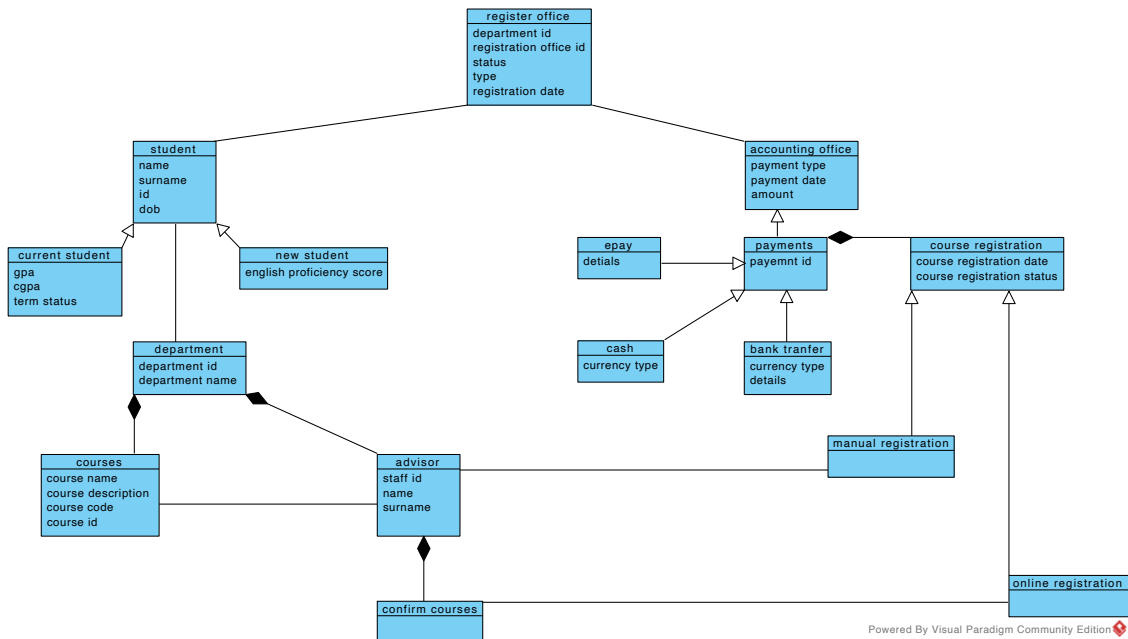 register office
department id
registration office id
status
type
registration date
student
name
surname
id
dob
accounting office
payment type
payment date
amount
current student
gpa
cgpa
term status
new student
english proficiency score
epay
detials
payments
payemnt id
course registration
course registration date
course registration status
department
department id
department name
cash
currency type
bank tranfer
currency type
details
courses
course name
course description
course code
course id
advisor
staff id
name
surname
manual registration
confirm courses
online registration
Powered By Visual Paradigm Community Edition